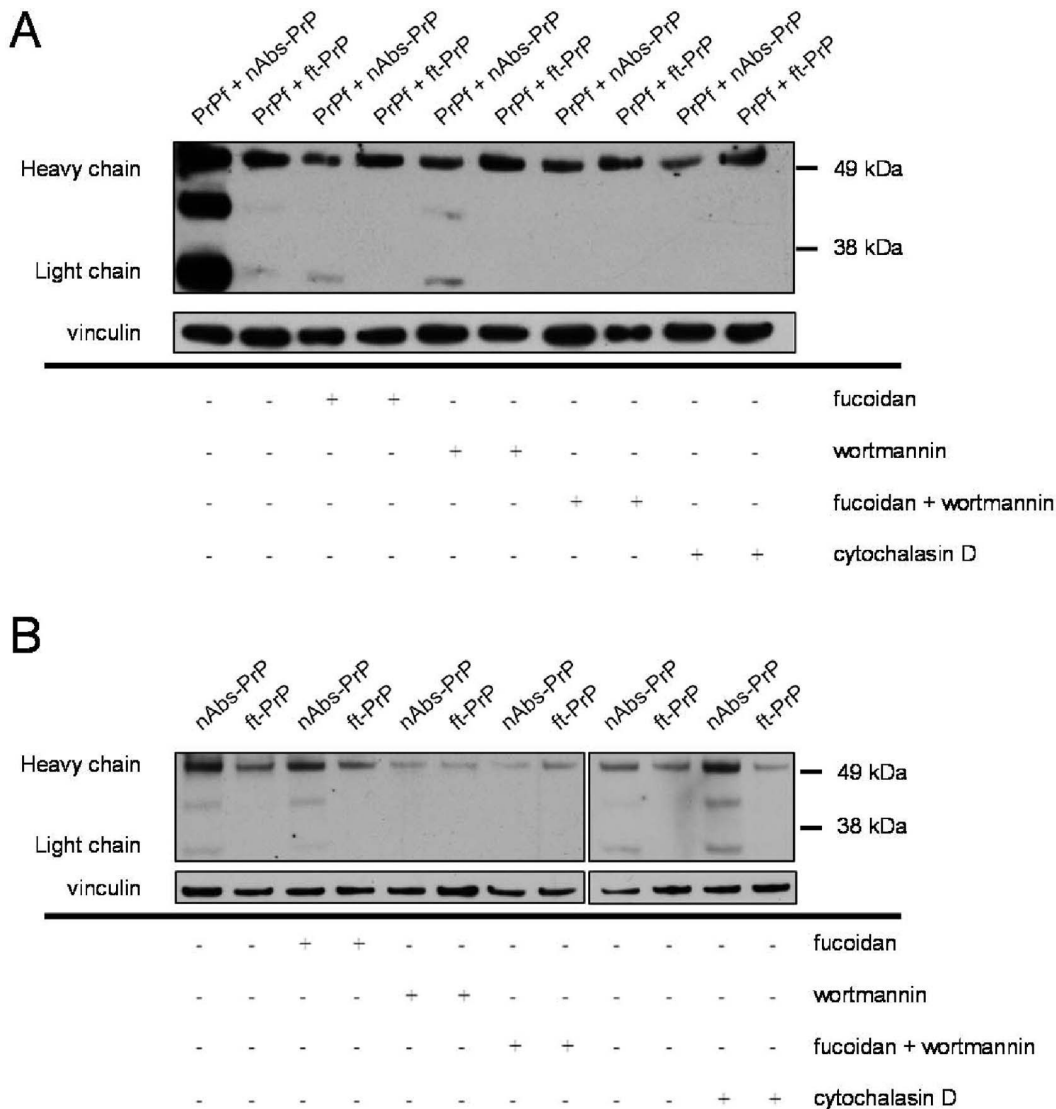 A
PrPf + nAbs-PrP PrPf + ft-PrP PrPf + nAbs-PrP PrPf + ft-PrP PrPf + nAbs-PrP PrPf + ft-PrP PrPf + nAbs-PrP PrPf + ft-PrP PrPf + nAbs-PrP PrPf + ft-PrP
Heavy chain 49 kDa
38 kDa
Light chain
vinculin
- - + + - - - - - - fucoidan
- - - - + + - - - - wortmannin
- - - - - - + + - - fucoidan + wortmannin
- - - - - - - - + + cytochalasin D
B
nAbs-PrP ft-PrP nAbs-PrP ft-PrP nAbs-PrP ft-PrP nAbs-PrP ft-PrP nAbs-PrP ft-PrP nAbs-PrP ft-PrP
Heavy chain 49 kDa
38 kDa
Light chain
vinculin
- - + + - - - - - - - - fucoidan
- - - - + + - - - - - - wortmannin
- - - - - - + + - - - - fucoidan + wortmannin
- - - - - - - - - - + + cytochalasin D